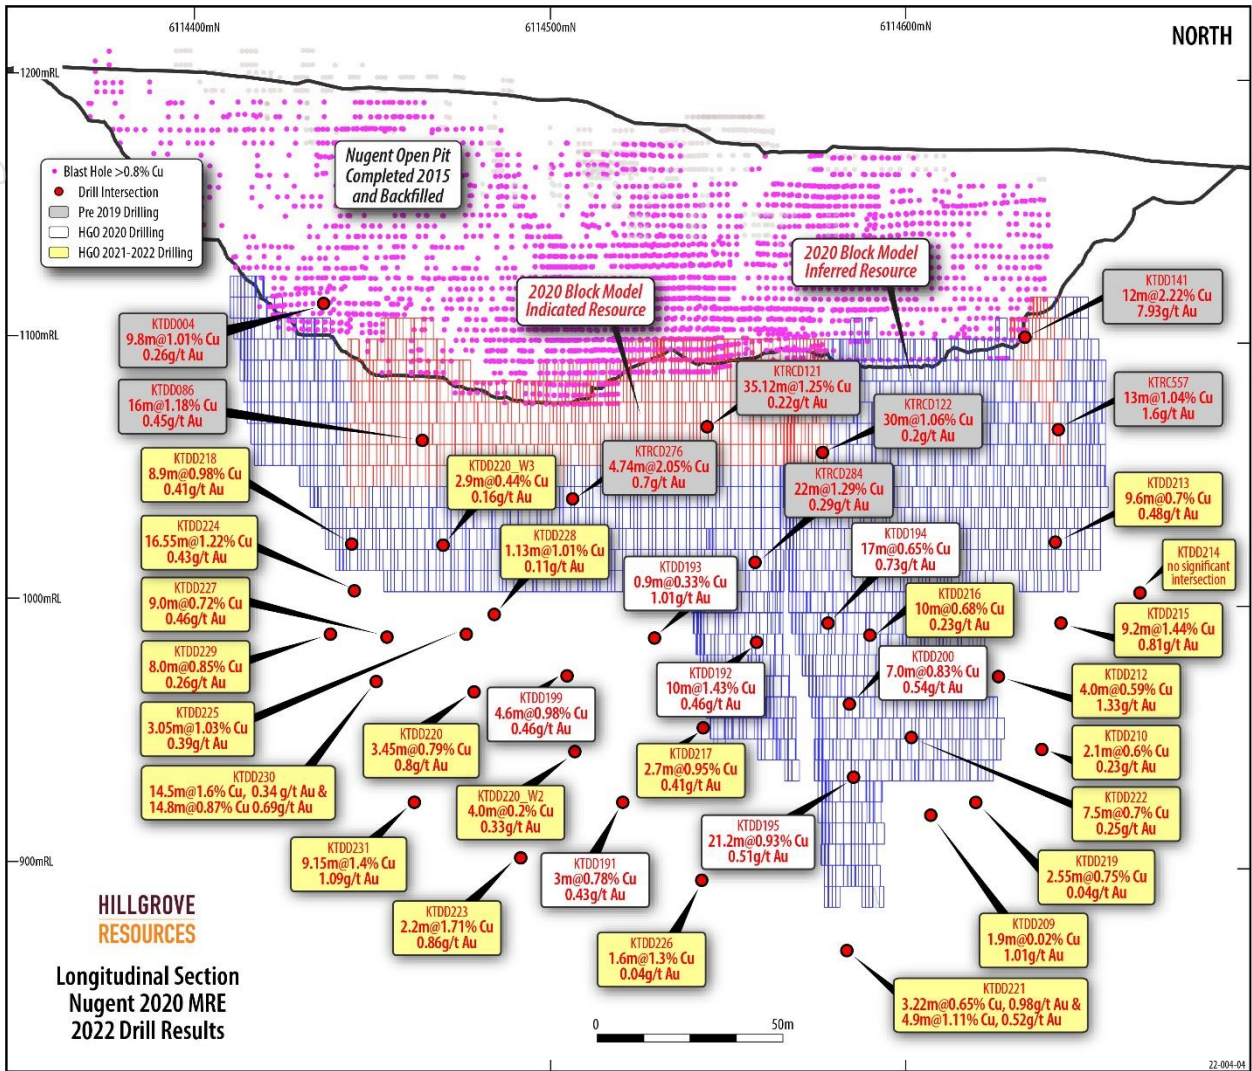 6114400mN
6114500mN
6114600mN
NORTH
1200mRL
1100mRL
1000mRL
900mRL
Blast Hole >0.8% Cu
Drill Intersection
Pre 2019 Drilling
HGO 2020 Drilling
HGO 2021-2022 Drilling
Nugent Open Pit
Completed 2015
and Backfilled
2020 Block Model
Indicated Resource
2020 Block Model
Inferred Resource
KTDD141
12m@2.22% Cu
7.93g/t Au
KTDD004
9.8m@1.01% Cu
0.26g/t Au
KTDD086
16m@1.18% Cu
0.45g/t Au
KTRCD121
35.12m@1.25% Cu
0.22g/t Au
KTRCD122
30m@1.06% Cu
0.2g/t Au
KTRC557
13m@1.04% Cu
1.6g/t Au
KTRCD276
4.74m@2.05% Cu
0.7g/t Au
KTRCD284
22m@1.29% Cu
0.29g/t Au
KTDD218
8.9m@0.98% Cu
0.41g/t Au
KTDD220_W3
2.9m@0.44% Cu
0.16g/t Au
KTDD213
9.6m@0.7% Cu
0.48g/t Au
KTDD224
16.55m@1.22% Cu
0.43g/t Au
KTDD228
1.13m@1.01% Cu
0.11g/t Au
KTDD193
0.9m@0.33% Cu
1.01g/t Au
KTDD194
17m@0.65% Cu
0.73g/t Au
KTDD214
no significant
intersection
KTDD227
9.0m@0.72% Cu
0.46g/t Au
KTDD216
10m@0.68% Cu
0.23g/t Au
KTDD215
9.2m@1.44% Cu
0.81g/t Au
KTDD229
8.0m@0.85% Cu
0.26g/t Au
KTDD192
10m@1.43% Cu
0.46g/t Au
KTDD200
7.0m@0.83% Cu
0.54g/t Au
KTDD212
4.0m@0.59% Cu
1.33g/t Au
KTDD225
3.05m@1.03% Cu
0.39g/t Au
KTDD199
4.6m@0.98% Cu
0.46g/t Au
KTDD220
3.45m@0.79% Cu
0.8g/t Au
KTDD217
2.7m@0.95% Cu
0.41g/t Au
KTDD210
2.1m@0.6% Cu
0.23g/t Au
KTDD230
14.5m@1.6% Cu, 0.34 g/t Au &
14.8m@0.87% Cu 0.69g/t Au
KTDD220_W2
4.0m@0.2% Cu
0.33g/t Au
KTDD222
7.5m@0.7% Cu
0.25g/t Au
KTDD195
21.2m@0.93% Cu
0.51g/t Au
KTDD231
9.15m@1.4% Cu
1.09g/t Au
KTDD191
3m@0.78% Cu
0.43g/t Au
KTDD219
2.55m@0.75% Cu
0.04g/t Au
KTDD223
2.2m@1.71% Cu
0.86g/t Au
KTDD226
1.6m@1.3% Cu
0.04g/t Au
KTDD209
1.9m@0.02% Cu
1.01g/t Au
KTDD221
3.22m@0.65% Cu, 0.98g/t Au &
4.9m@1.11% Cu, 0.52g/t Au
HILLGROVE
RESOURCES
Longitudinal Section
Nugent 2020 MRE
2022 Drill Results
0
50m
22-004-04